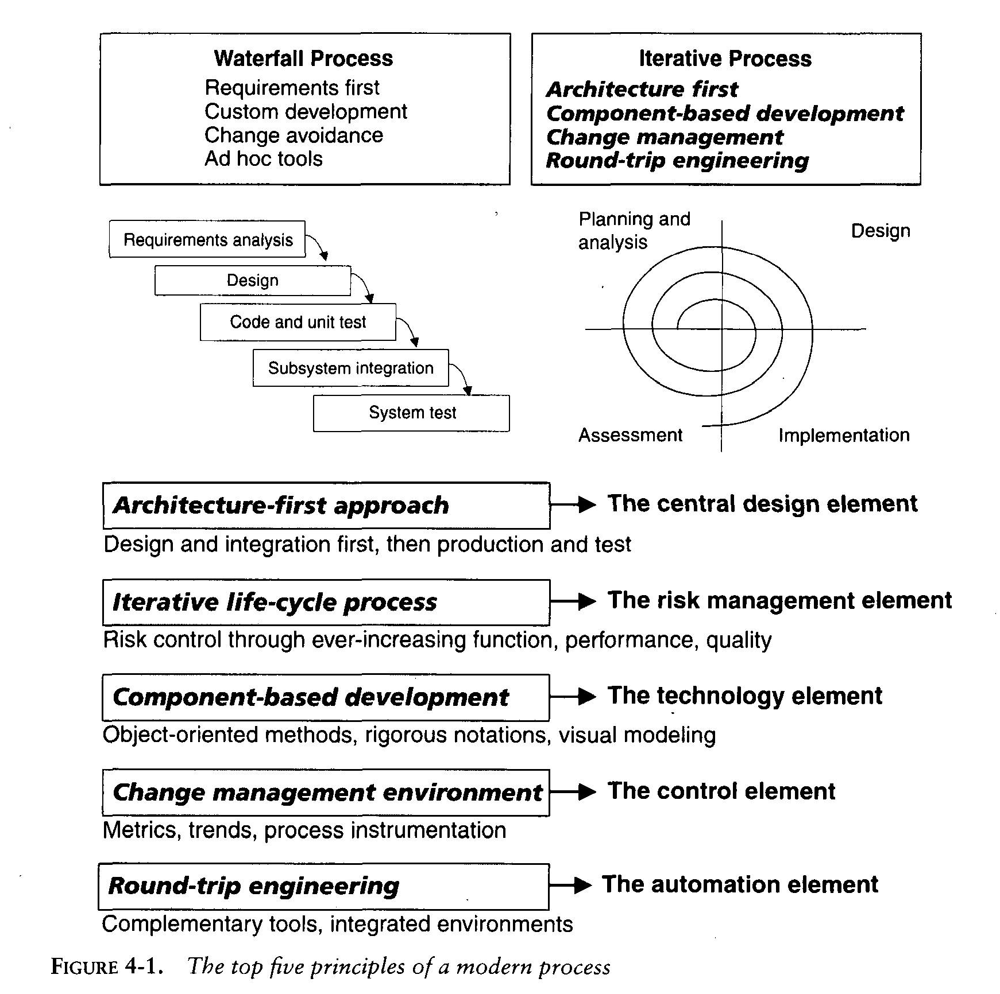 Waterfall Process
Requirements first
Custom development
Change avoidance
Ad hoc tools
Iterative Process
Architecture first
Component-based development
Change management
Round-trip engineering
Requirements analysis
Design
Code and unit test
Subsystem integration
System test
Planning and
analysis
Design
Assessment
Implementation
Architecture-first approach
The central design element
Design and integration first, then production and test
Iterative life-cycle process
The risk management element
Risk control through ever-increasing function, performance, quality
Component-based development
The technology element
Object-oriented methods, rigorous notations, visual modeling
Change management environment
The control element
Metrics, trends, process instrumentation
Round-trip engineering
The automation element
Complementary tools, integrated environments
FIGURE 4-1. The top five principles of a modern process